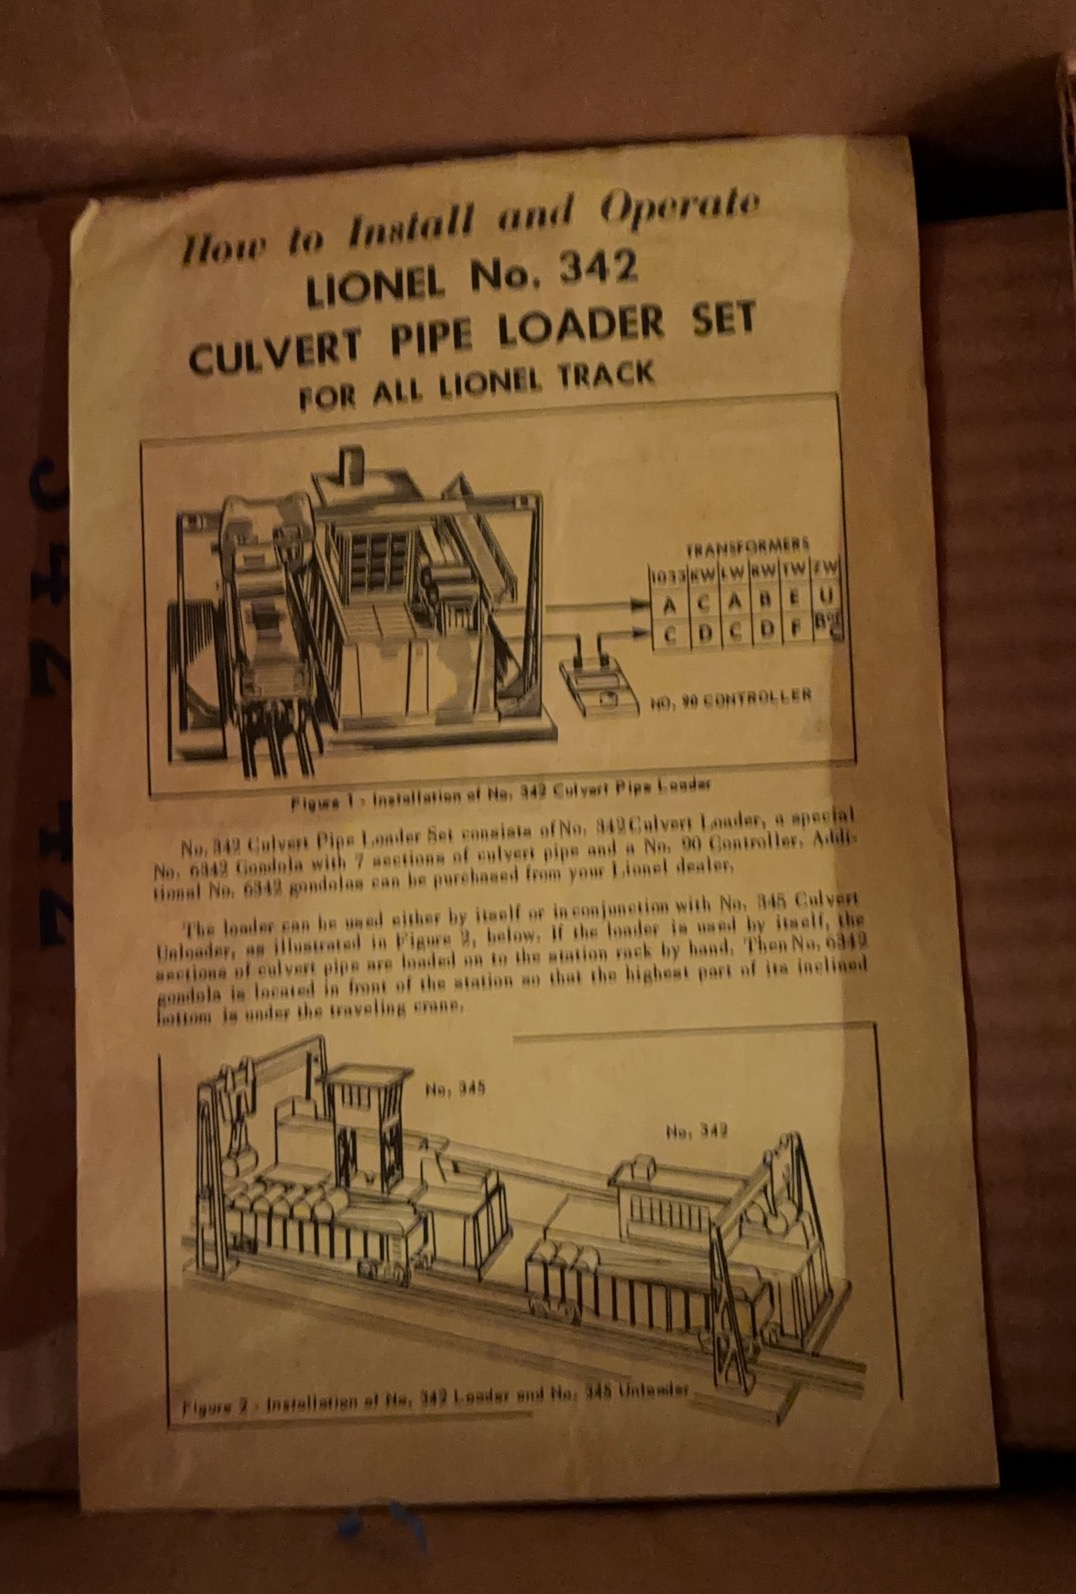 How to Install and Operate
LIONEL No. 342
CULVERT PIPE LOADER SET
FOR ALL LIONEL TRACK
TRANSFORMERS
1033 KW LW RW TW ZW
A C A B E U
C D C D F
NO. 90 CONTROLLER
Figure 1 - Installation of No. 342 Culvert Pipe Loader
No. 342 Culvert Pipe Loader Set consists of No. 342 Culvert Loader, a special
No. 6342 Gondola with 7 sections of culvert pipe and a No. 90 Controller. Addi-
tional No. 6342 gondolas can be purchased from your Lionel dealer.
The loader can be used either by itself or in conjunction with No. 345 Culvert
Unloader, as illustrated in Figure 2, below. If the loader is used by itself, the
sections of culvert pipe are loaded on to the station rack by hand. Then No. 6342
gondola is located in front of the station so that the highest part of its inclined
bottom is under the traveling crane.
No. 345
No. 342
Figure 2 - Installation of No. 342 Loader and No. 345 Unloader
342
342